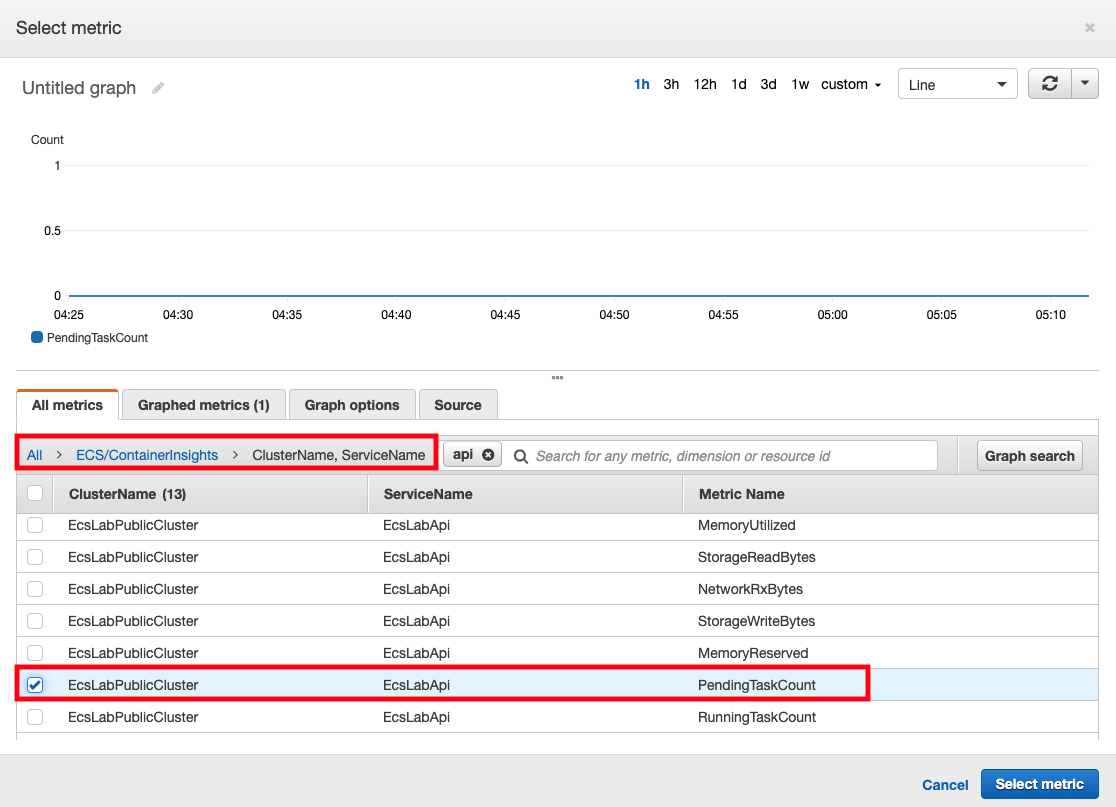 Select metric
×
Untitled graph
1h 3h 12h 1d 3d 1w custom Line
Count
1
0.5
0
04:25 04:30 04:35 04:40 04:45 04:50 04:55 05:00 05:05 05:10
PendingTaskCount
All metrics Graphed metrics (1) Graph options Source
All > ECS/ContainerInsights > ClusterName, ServiceName api Search for any metric, dimension or resource id Graph search
ClusterName (13) ServiceName Metric Name
EcsLabPublicCluster EcsLabApi MemoryUtilized
EcsLabPublicCluster EcsLabApi StorageReadBytes
EcsLabPublicCluster EcsLabApi NetworkRxBytes
EcsLabPublicCluster EcsLabApi StorageWriteBytes
EcsLabPublicCluster EcsLabApi MemoryReserved
EcsLabPublicCluster EcsLabApi PendingTaskCount
EcsLabPublicCluster EcsLabApi RunningTaskCount
Cancel Select metric